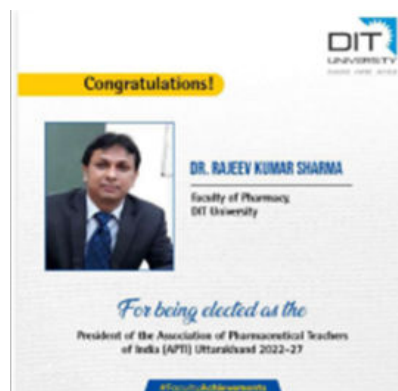 DIT
UNIVERSITY
Congratulations!
DR. RAJEEV KUMAR SHARMA
Faculty of Pharmacy,
DIT University
For being elected as the
President of the Association of Pharmaceutical Teachers
of India (APTI) Uttarakhand 2022-27
#FacultyAchievements